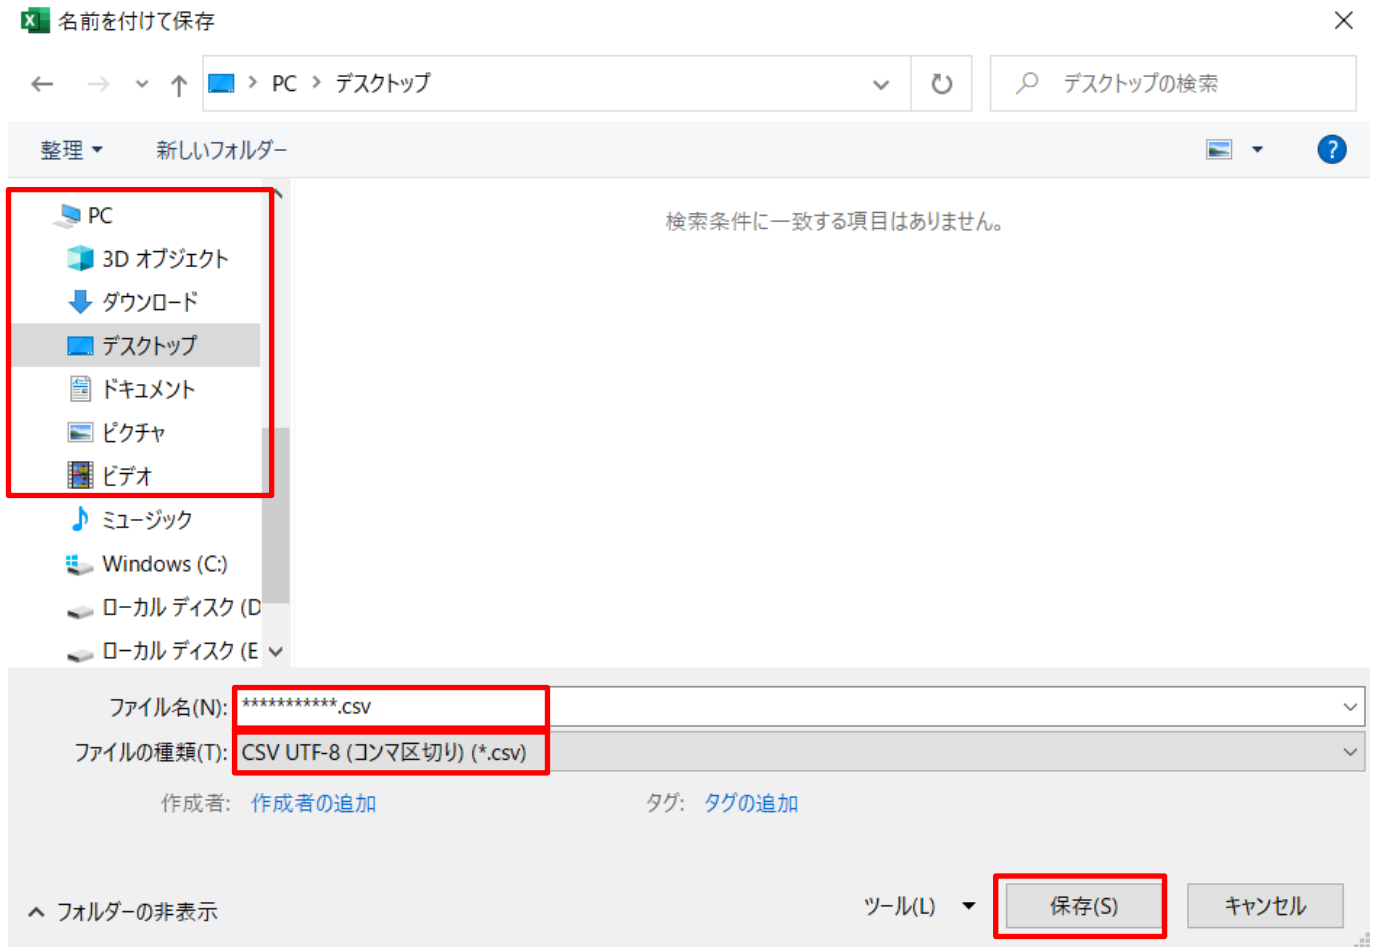 名前を付けて保存
PC > デスクトップ
デスクトップの検索
整理
新しいフォルダー
PC
3D オブジェクト
ダウンロード
デスクトップ
ドキュメント
ピクチャ
ビデオ
ミュージック
Windows (C:)
ローカル ディスク (D
ローカル ディスク (E
検索条件に一致する項目はありません。
ファイル名(N): ***********.csv
ファイルの種類(T): CSV UTF-8 (コンマ区切り) (*.csv)
作成者: 作成者の追加 タグ: タグの追加
フォルダーの非表示
ツール(L) 保存(S) キャンセル